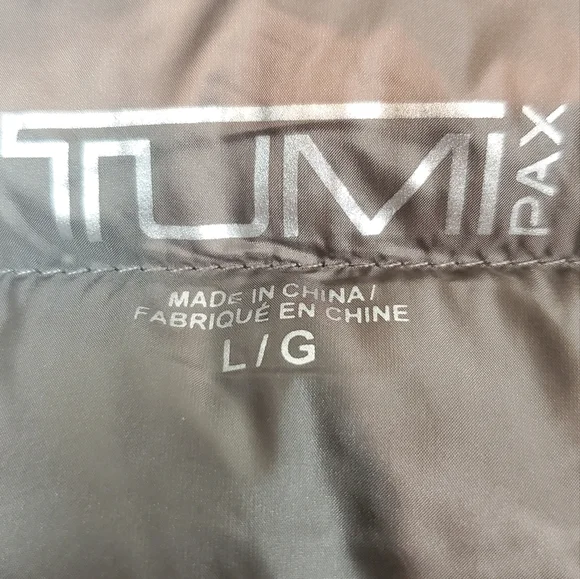 TUMI PAX
MADE IN CHINA/
FABRIQUÉ EN CHINE
L/G